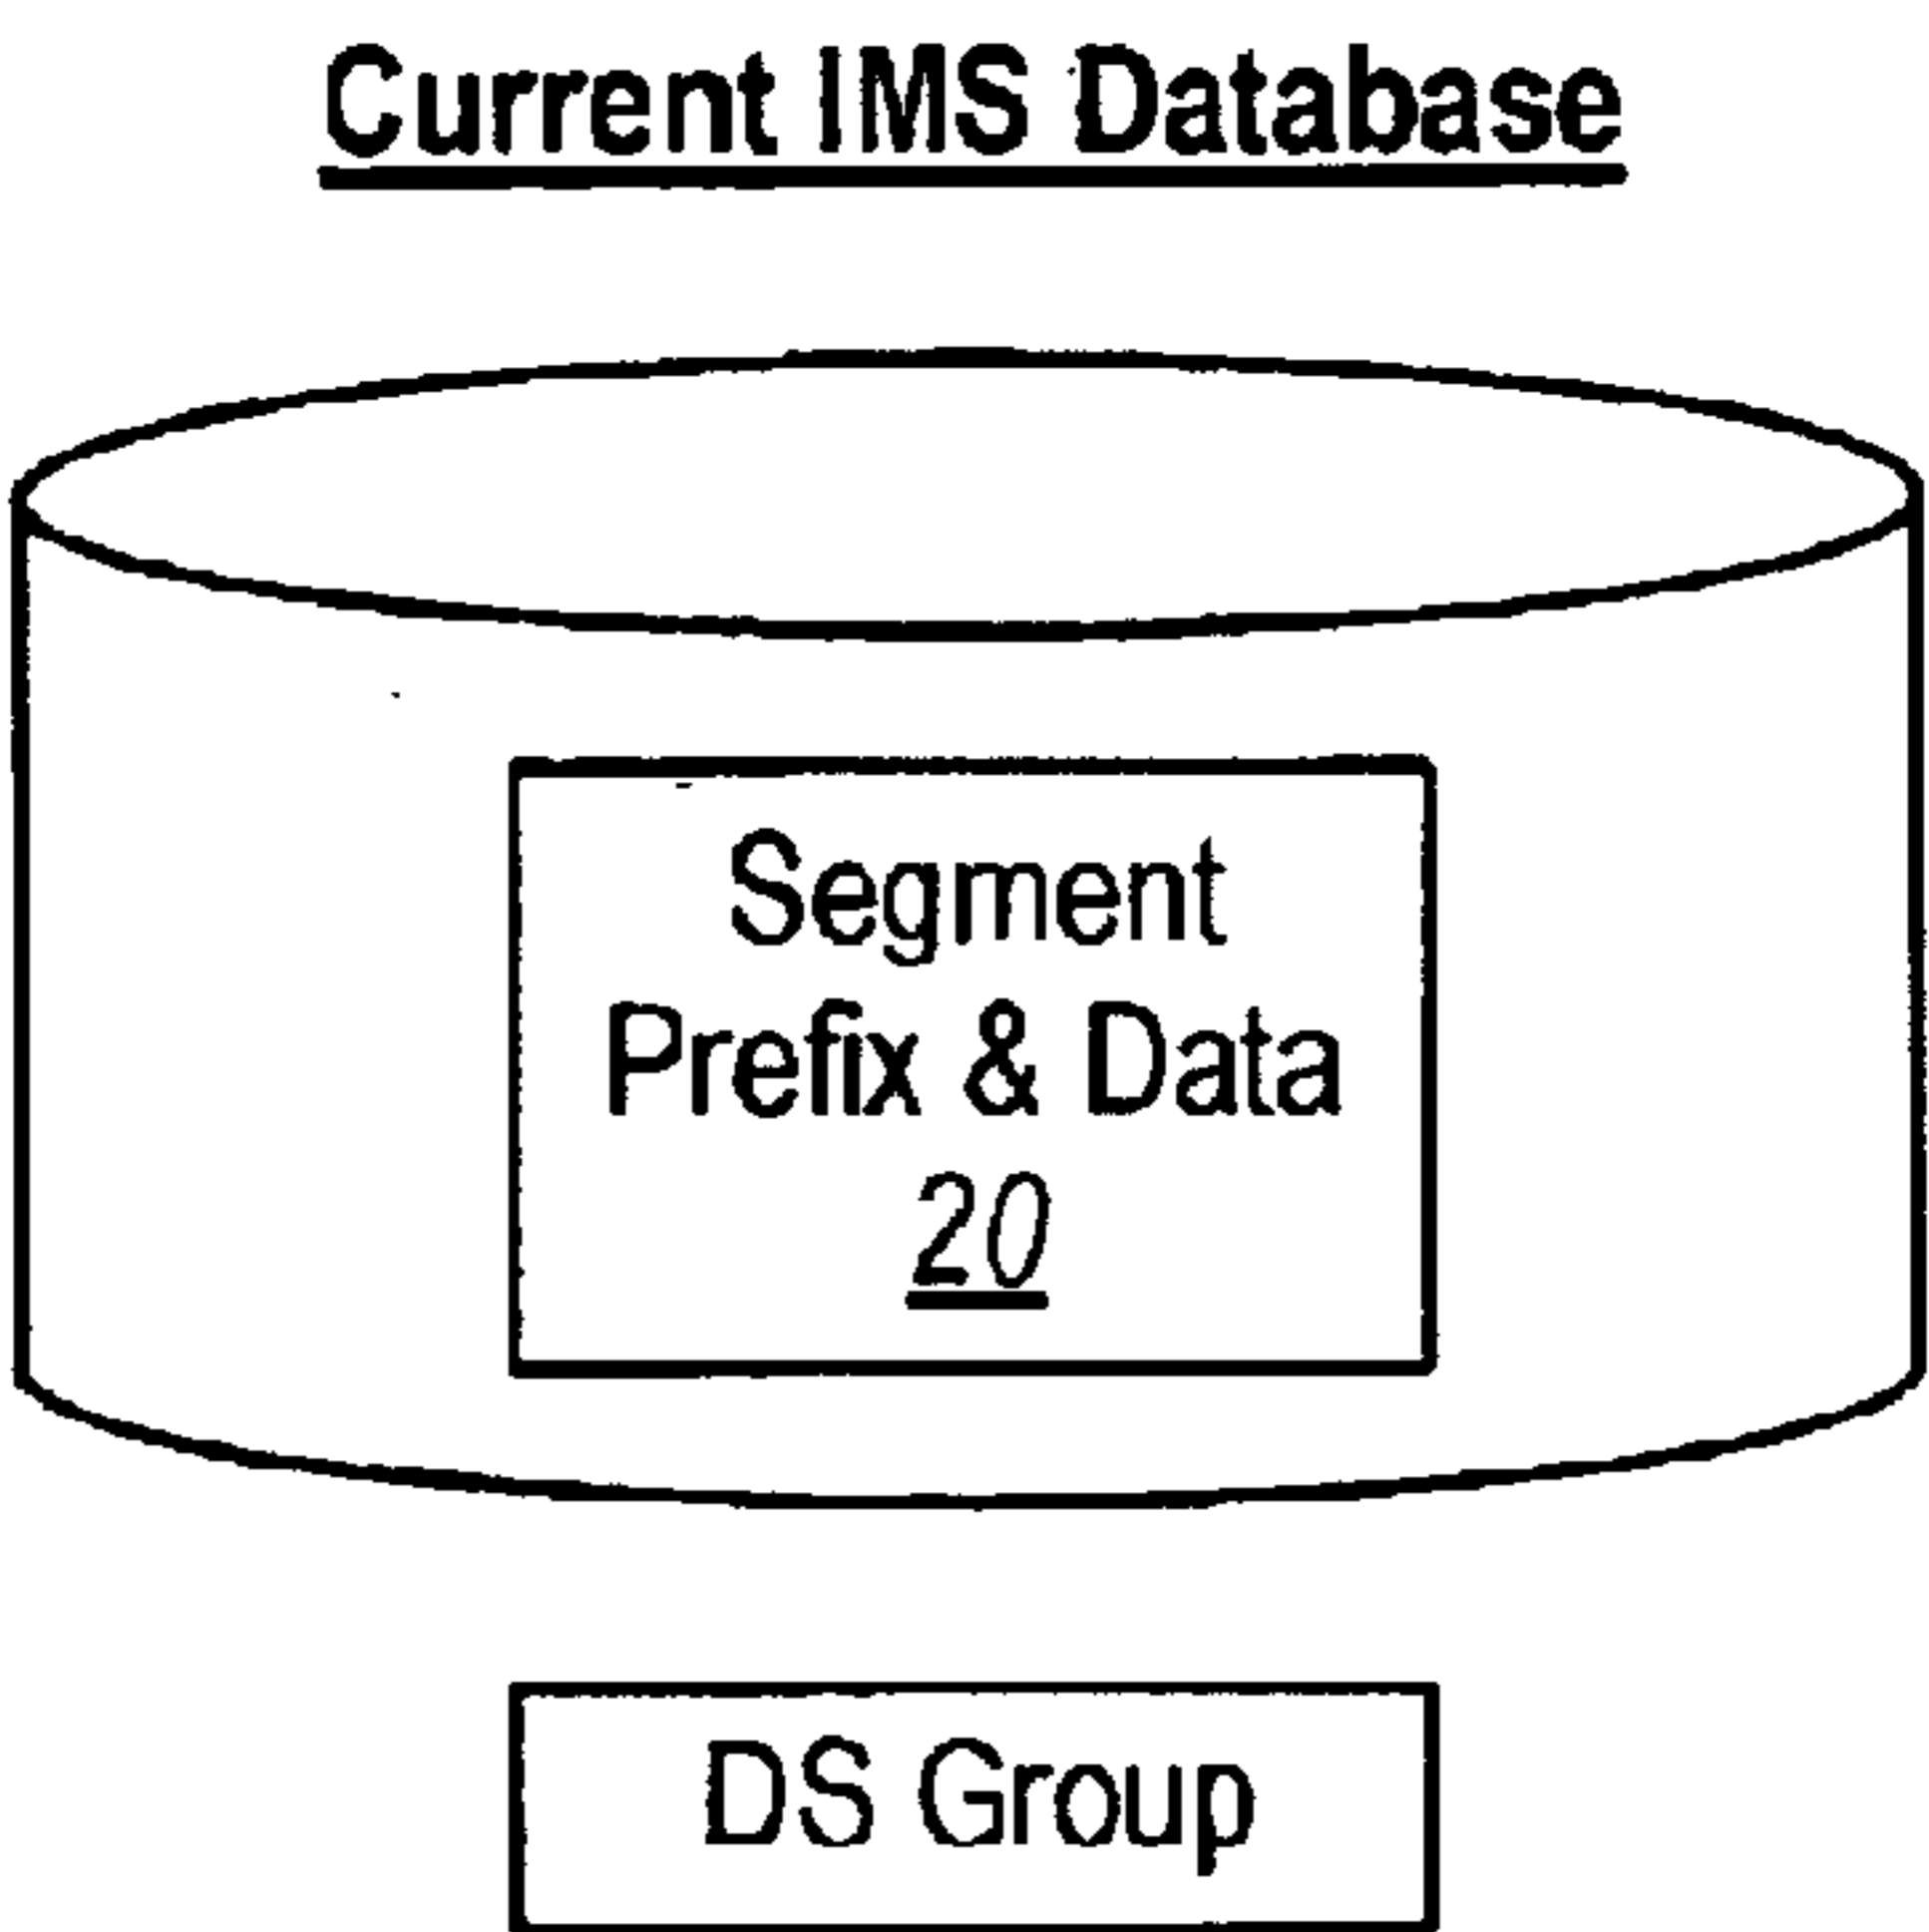 Current IMS Database
Segment
Prefix & Data
20
DS Group